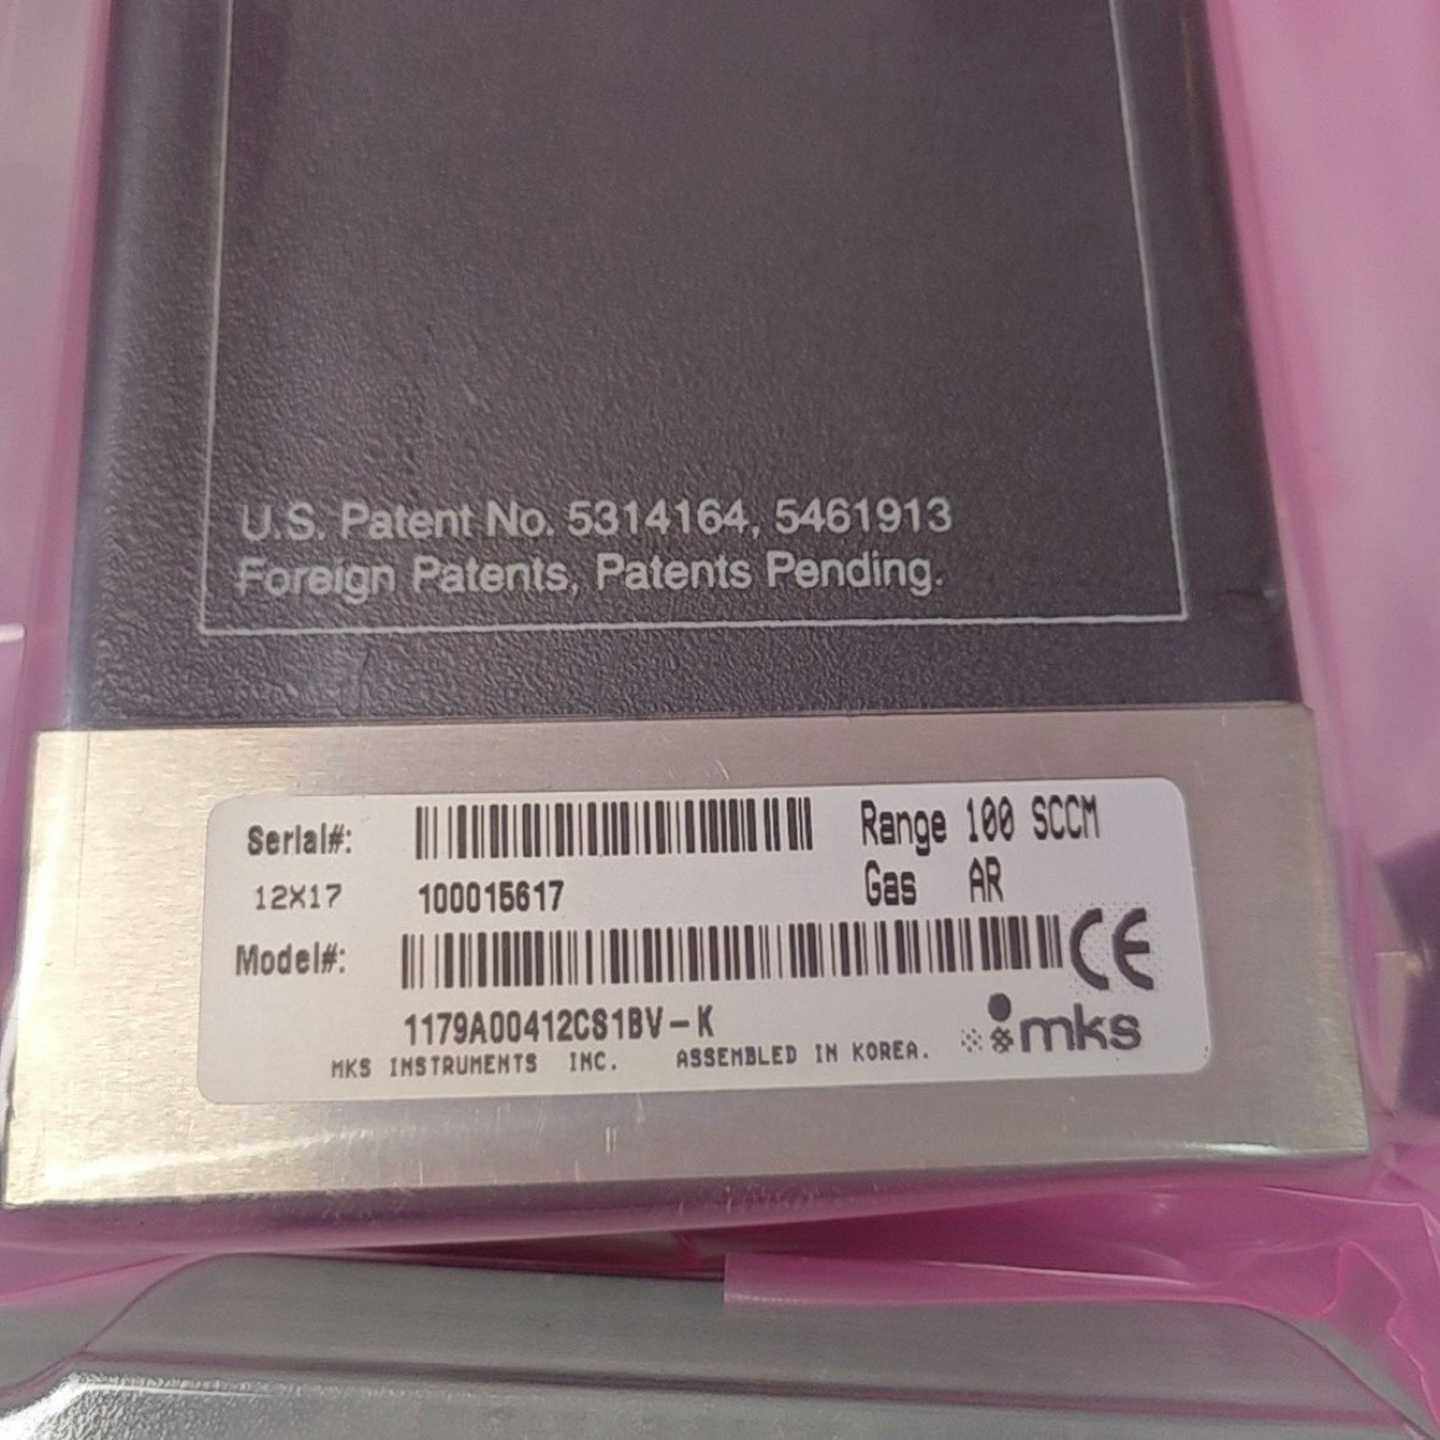 U.S. Patent No. 5314164, 5461913
Foreign Patents, Patents Pending.
Serial#:
Range 100 SCCM
12X17
100015617
Gas AR
Model#:
CE
1179A00412CS1BV-K
mks
MKS INSTRUMENTS INC. ASSEMBLED IN KOREA.